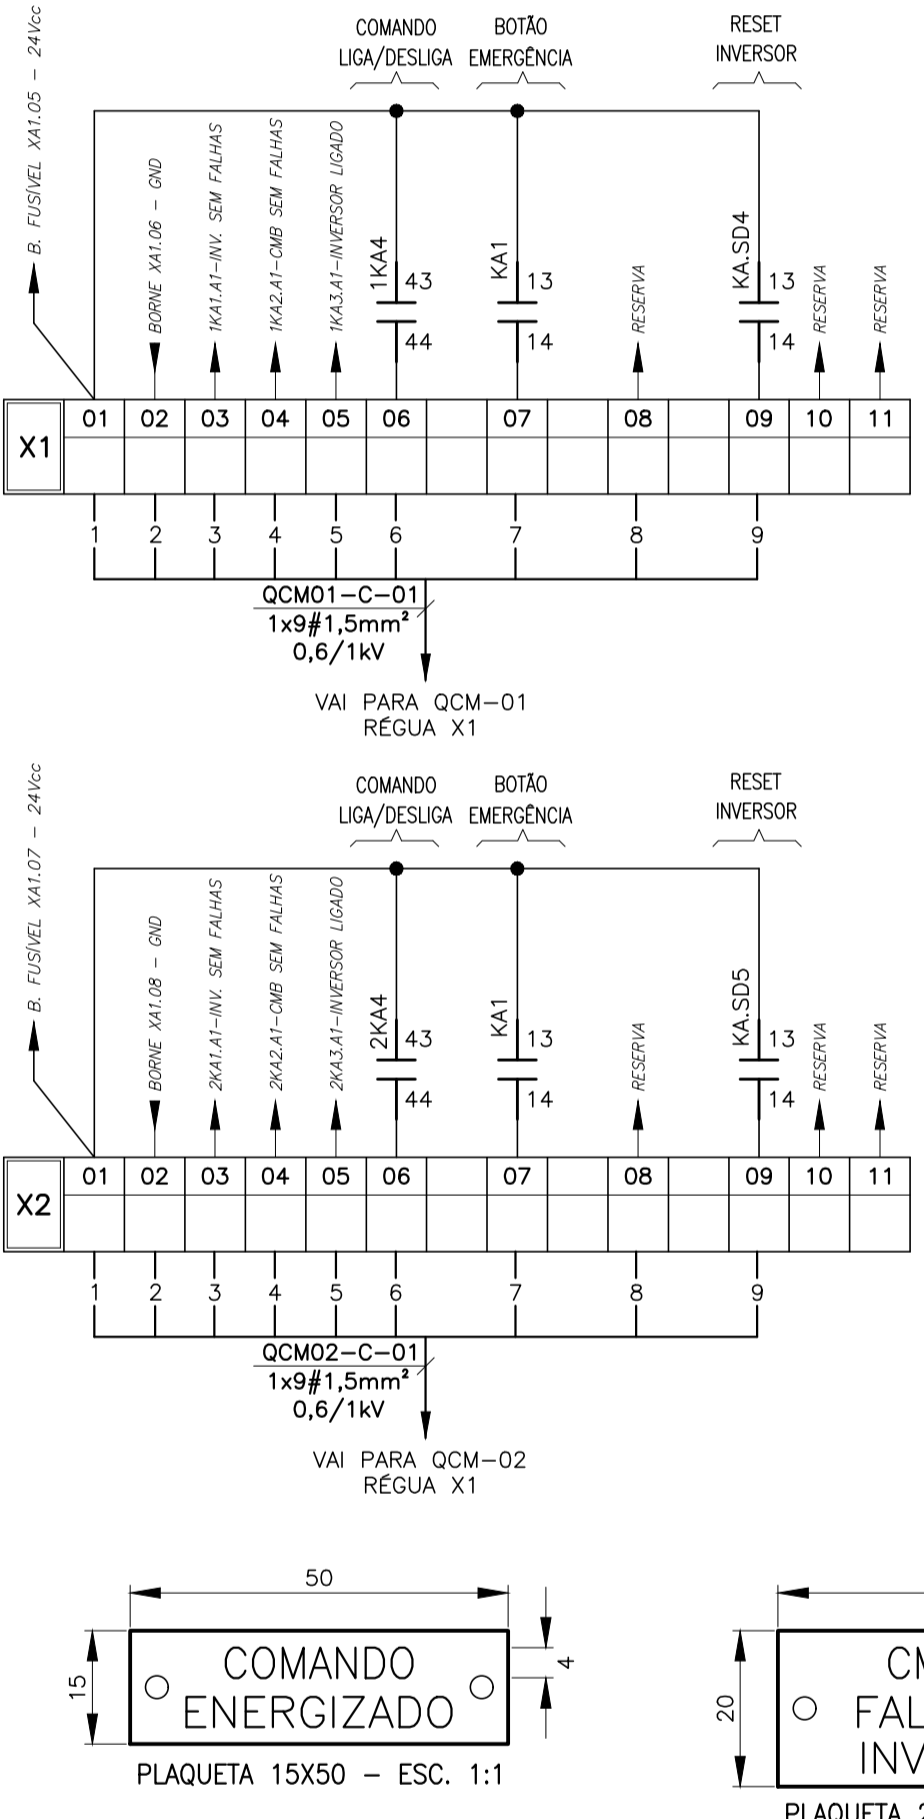 COMANDO
LIGA/DESLIGA
BOTÃO
EMERGÊNCIA
RESET
INVERSOR
B. FUSÍVEL XA1.05 - 24Vcc
BORNE XA1.06 - GND
1KA1.A1-INV. SEM FALHAS
1KA2.A1-CMB SEM FALHAS
1KA3.A1-INVERSOR LIGADO
1KA4
43
44
KA1
13
14
RESERVA
KA.SD4
13
14
RESERVA
RESERVA
X1
01 02 03 04 05 06 07 08 09 10 11
1 2 3 4 5 6 7 8 9
QCM01-C-01
1x9#1,5mm²
0,6/1kV
VAI PARA QCM-01
RÉGUA X1
COMANDO
LIGA/DESLIGA
BOTÃO
EMERGÊNCIA
RESET
INVERSOR
B. FUSÍVEL XA1.07 - 24Vcc
BORNE XA1.08 - GND
2KA1.A1-INV. SEM FALHAS
2KA2.A1-CMB SEM FALHAS
2KA3.A1-INVERSOR LIGADO
2KA4
43
44
KA1
13
14
RESERVA
KA.SD5
13
14
RESERVA
RESERVA
X2
01 02 03 04 05 06 07 08 09 10 11
1 2 3 4 5 6 7 8 9
QCM02-C-01
1x9#1,5mm²
0,6/1kV
VAI PARA QCM-02
RÉGUA X1
50
15
4
COMANDO
ENERGIZADO
PLAQUETA 15X50 - ESC. 1:1
20
FAL
INV
PLAQUETA